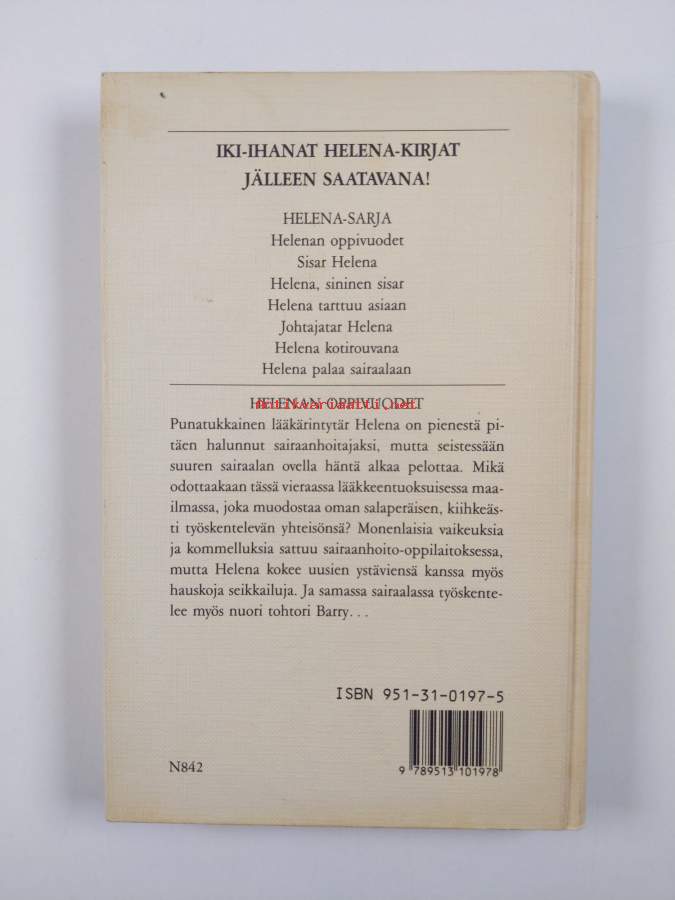 IKI-IHANAT HELENA-KIRJAT
JÄLLEEN SAATAVANA!
HELENA-SARJA
Helenan oppivuodet
Sisar Helena
Helena, sininen sisar
Helena tarttuu asiaan
Johtajatar Helena
Helena kotirouvana
Helena palaa sairaalaan
HELENAN OPPIVUODET
Antikvariaatti.net
Punatukkainen lääkärintytär Helena on pienestä pi-
täen halunnut sairaanhoitajaksi, mutta seistessään
suuren sairaalan ovella häntä alkaa pelottaa. Mikä
odottaakaan tässä vieraassa lääkkeentuoksuisessa maa-
ilmassa, joka muodostaa oman salaperäisen, kiihkeäs-
ti työskentelevän yhteisönsä? Monenlaisia vaikeuksia
ja kommelluksia sattuu sairaanhoito-oppilaitoksessa,
mutta Helena kokee uusien ystäviensä kanssa myös
hauskoja seikkailuja. Ja samassa sairaalassa työskente-
lee myös nuori tohtori Barry...
ISBN 951-31-0197-5
9 789513 101978
N842